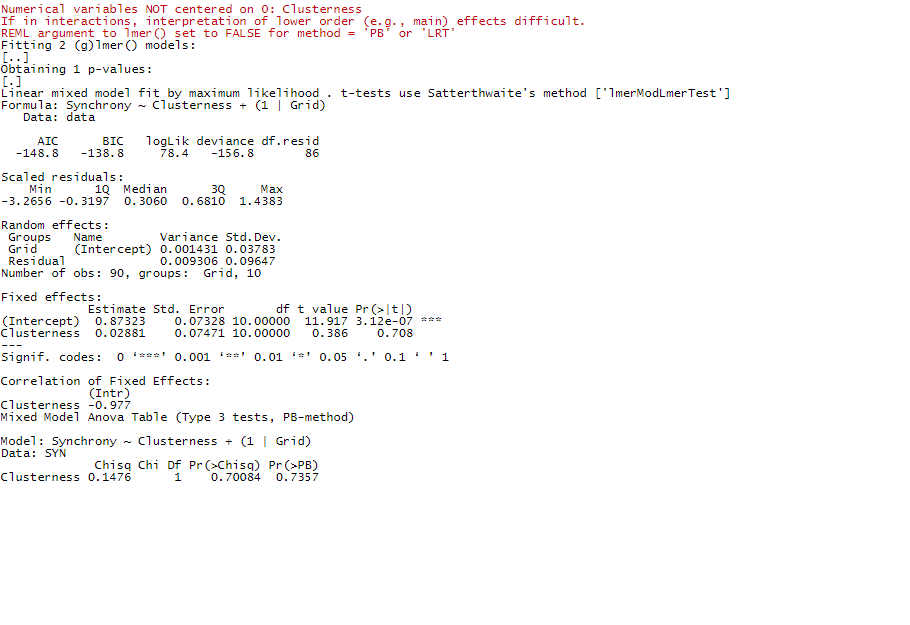 Numerical variables NOT centered on 0: Clusterness
If in interactions, interpretation of lower order (e.g., main) effects difficult.
REML argument to lmer() set to FALSE for method = 'PB' or 'LRT'
Fitting 2 (g)lmer() models:
[..]
Obtaining 1 p-values:
[.]
Linear mixed model fit by maximum likelihood . t-tests use Satterthwaite's method ['lmerModLmerTest']
Formula: Synchrony ~ Clusterness + (1 | Grid)
   Data: data

     AIC      BIC   logLik deviance df.resid
  -148.8   -138.8     78.4   -156.8       86

Scaled residuals:
    Min      1Q  Median      3Q     Max
-3.2656 -0.3197  0.3060  0.6810  1.4383

Random effects:
 Groups   Name        Variance Std.Dev.
 Grid     (Intercept) 0.001431 0.03783
 Residual             0.009306 0.09647
Number of obs: 90, groups:  Grid, 10

Fixed effects:
            Estimate Std. Error       df t value Pr(>|t|)
(Intercept)  0.87323    0.07328 10.00000  11.917 3.12e-07 ***
Clusterness  0.02881    0.07471 10.00000   0.386    0.708
---
Signif. codes:  0 ‘***’ 0.001 ‘**’ 0.01 ‘*’ 0.05 ‘.’ 0.1 ‘ ’ 1

Correlation of Fixed Effects:
            (Intr)
Clusterness -0.977
Mixed Model Anova Table (Type 3 tests, PB-method)

Model: Synchrony ~ Clusterness + (1 | Grid)
Data: SYN
             Chisq Chi Df Pr(>Chisq) Pr(>PB)
Clusterness 0.1476      1    0.70084  0.7357